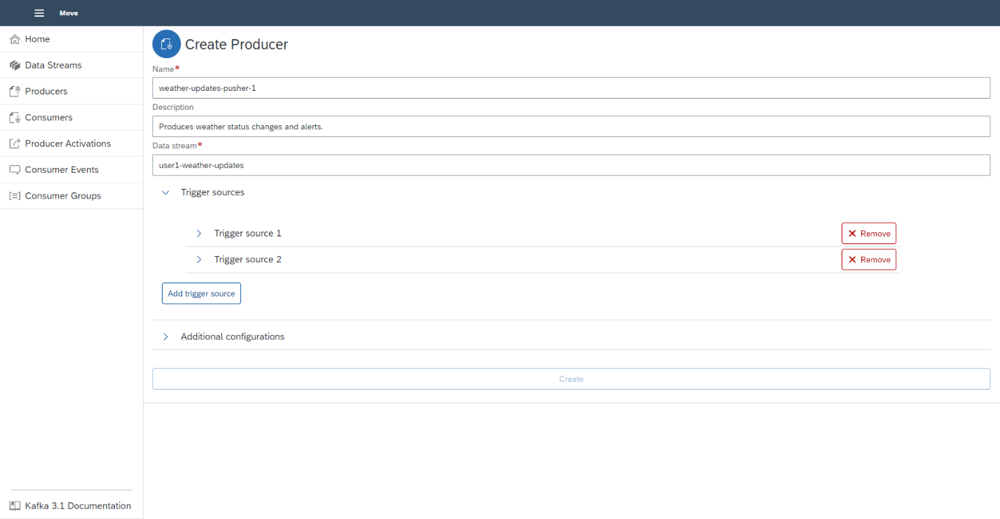 Move
Home
Data Streams
Producers
Consumers
Producer Activations
Consumer Events
Consumer Groups
Kafka 3.1 Documentation
Create Producer
Name*
weather-updates-pusher-1
Description
Produces weather status changes and alerts.
Data stream*
user1-weather-updates
Trigger sources
Trigger source 1 Remove
Trigger source 2 Remove
Add trigger source
Additional configurations
Create